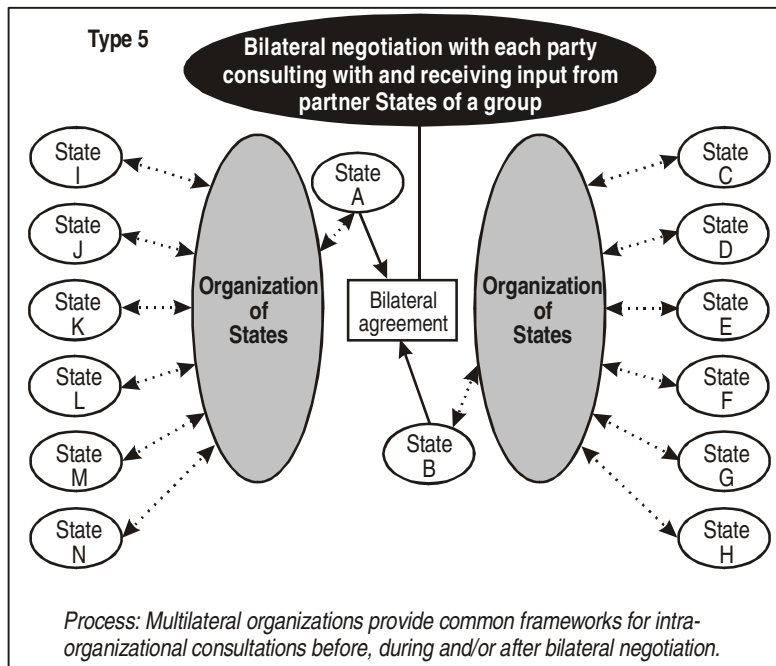 Type 5
Bilateral negotiation with each party
consulting with and receiving input from
partner States of a group
State
I
State
J
State
K
State
L
State
M
State
N
Organization
of
States
State
A
Bilateral
agreement
State
B
Organization
of
States
State
C
State
D
State
E
State
F
State
G
State
H
Process: Multilateral organizations provide common frameworks for intra-
organizational consultations before, during and/or after bilateral negotiation.